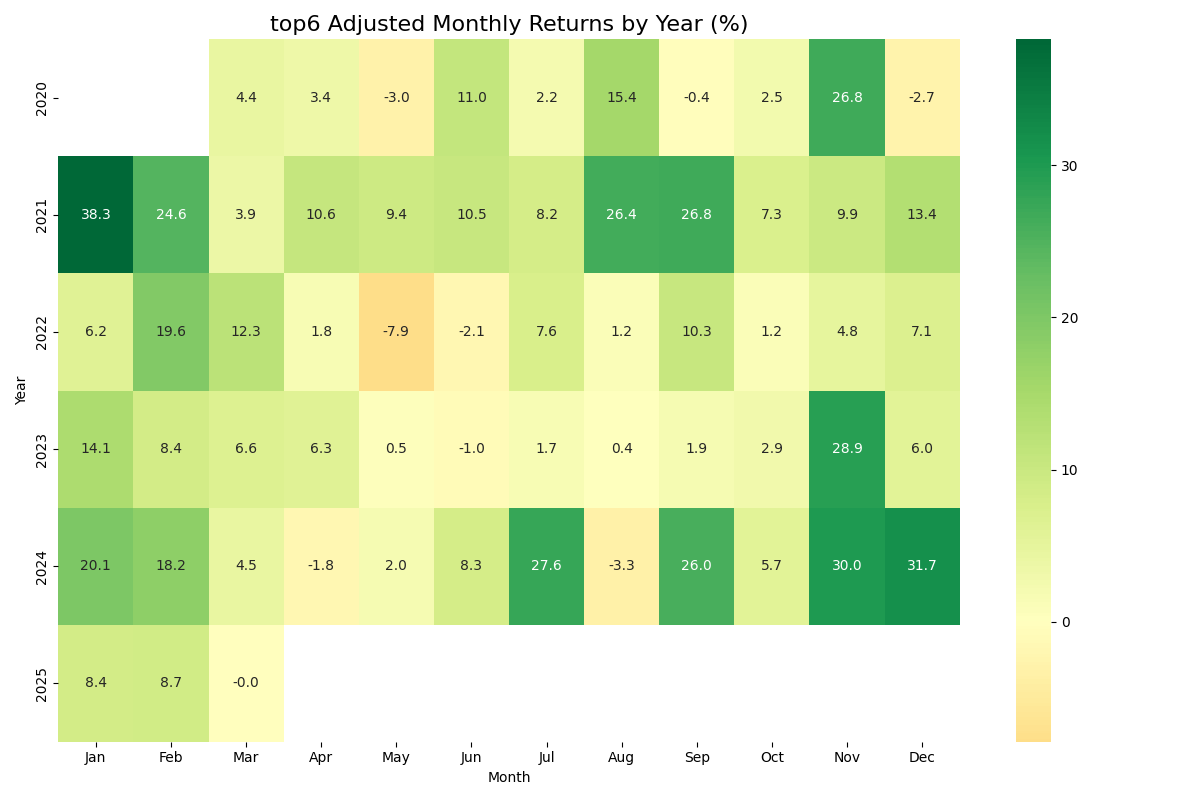 top6 Adjusted Monthly Returns by Year (%)
2020 4.4 3.4 -3.0 11.0 2.2 15.4 -0.4 2.5 26.8 -2.7
2021 38.3 24.6 3.9 10.6 9.4 10.5 8.2 26.4 26.8 7.3 9.9 13.4
2022 6.2 19.6 12.3 1.8 -7.9 -2.1 7.6 1.2 10.3 1.2 4.8 7.1
2023 14.1 8.4 6.6 6.3 0.5 -1.0 1.7 0.4 1.9 2.9 28.9 6.0
2024 20.1 18.2 4.5 -1.8 2.0 8.3 27.6 -3.3 26.0 5.7 30.0 31.7
2025 8.4 8.7 -0.0
Jan Feb Mar Apr May Jun Jul Aug Sep Oct Nov Dec
Month
Year
30
20
10
0